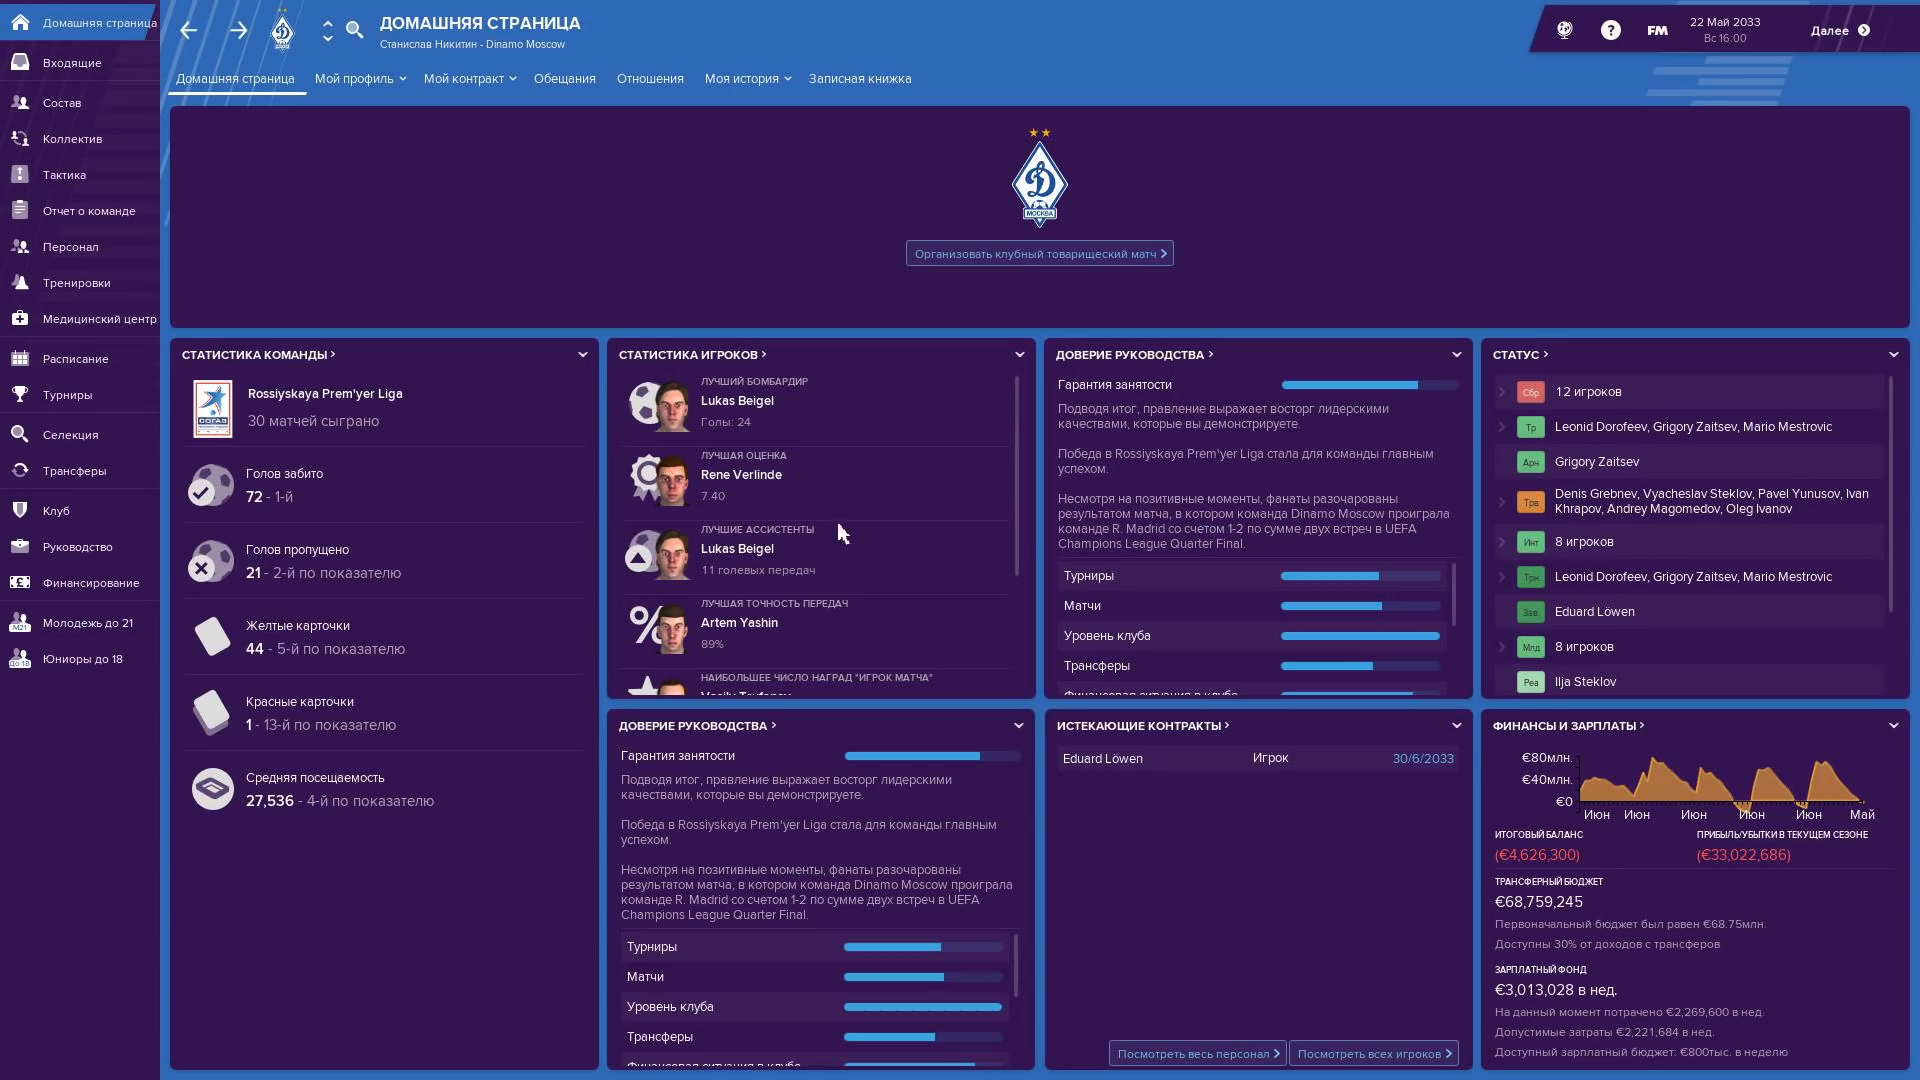 Домашняя страница
Входящие
Состав
Коллектив
Тактика
Отчет о команде
Персонал
Тренировки
Медицинский центр
Расписание
Турниры
Селекция
Трансферы
Клуб
Руководство
Финансирование
M21
Молодежь до 21
До 18
Юниоры до 18
ДОМАШНЯЯ СТРАНИЦА
Станислав Никитин - Dinamo Moscow
?
FM
22 Май 2033
Вс 16:00
Далее
Домашняя страница
Мой профиль
Мой контракт
Обещания
Отношения
Моя история
Записная книжка
МОСКВА
Организовать клубный товарищеский матч
СТАТИСТИКА КОМАНДЫ
СОГАЗ
Rossiyskaya Prem'yer Liga
30 матчей сыграно
Голов забито
72 - 1-й
Голов пропущено
21 - 2-й по показателю
Желтые карточки
44 - 5-й по показателю
Красные карточки
1 - 13-й по показателю
Средняя посещаемость
27,536 - 4-й по показателю
СТАТИСТИКА ИГРОКОВ
ЛУЧШИЙ БОМБАРДИР
Lukas Beigel
Голы: 24
ЛУЧШАЯ ОЦЕНКА
Rene Verlinde
7.40
ЛУЧШИЕ АССИСТЕНТЫ
Lukas Beigel
11 голевых передач
ЛУЧШАЯ ТОЧНОСТЬ ПЕРЕДАЧ
%
Artem Yashin
89%
НАИБОЛЬШЕЕ ЧИСЛО НАГРАД "ИГРОК МАТЧА"
ДОВЕРИЕ РУКОВОДСТВА
Гарантия занятости
Подводя итог, правление выражает восторг лидерскими
качествами, которые вы демонстрируете.
Победа в Rossiyskaya Prem'yer Liga стала для команды главным
успехом.
Несмотря на позитивные моменты, фанаты разочарованы
результатом матча, в котором команда Dinamo Moscow проиграла
команде R. Madrid со счетом 1-2 по сумме двух встреч в UEFA
Champions League Quarter Final.
Турниры
Матчи
Уровень клуба
Трансферы
Финансовая ситуация в клубе
СТАТУС
Сбр
12 игроков
Тр
Leonid Dorofeev, Grigory Zaitsev, Mario Mestrovic
Арн
Grigory Zaitsev
Трв
Denis Grebnev, Vyacheslav Steklov, Pavel Yunusov, Ivan
Khrapov, Andrey Magomedov, Oleg Ivanov
Инт
8 игроков
Трн
Leonid Dorofeev, Grigory Zaitsev, Mario Mestrovic
Зав
Eduard Löwen
Млд
8 игроков
Реа
Ilja Steklov
ДОВЕРИЕ РУКОВОДСТВА
Гарантия занятости
Подводя итог, правление выражает восторг лидерскими
качествами, которые вы демонстрируете.
Победа в Rossiyskaya Prem'yer Liga стала для команды главным
успехом.
Несмотря на позитивные моменты, фанаты разочарованы
результатом матча, в котором команда Dinamo Moscow проиграла
команде R. Madrid со счетом 1-2 по сумме двух встреч в UEFA
Champions League Quarter Final.
Турниры
Матчи
Уровень клуба
Трансферы
Финансовая ситуация в клубе
ИСТЕКАЮЩИЕ КОНТРАКТЫ
Eduard Löwen Игрок 30/6/2033
Посмотреть весь персонал
Посмотреть всех игроков
ФИНАНСЫ И ЗАРПЛАТЫ
€80млн.
€40млн.
€0
Июн Июн Июн Июн Июн Май
ИТОГОВЫЙ БАЛАНС
(€4,626,300)
ПРИБЫЛЬ/УБЫТКИ В ТЕКУЩЕМ СЕЗОНЕ
(€33,022,686)
ТРАНСФЕРНЫЙ БЮДЖЕТ
€68,759,245
Первоначальный бюджет был равен €68.75млн.
Доступны 30% от доходов с трансферов
ЗАРПЛАТНЫЙ ФОНД
€3,013,028 в нед.
На данный момент потрачено €2,269,600 в нед.
Допустимые затраты €2,221,684 в нед.
Доступный зарплатный бюджет: €800тыс. в неделю